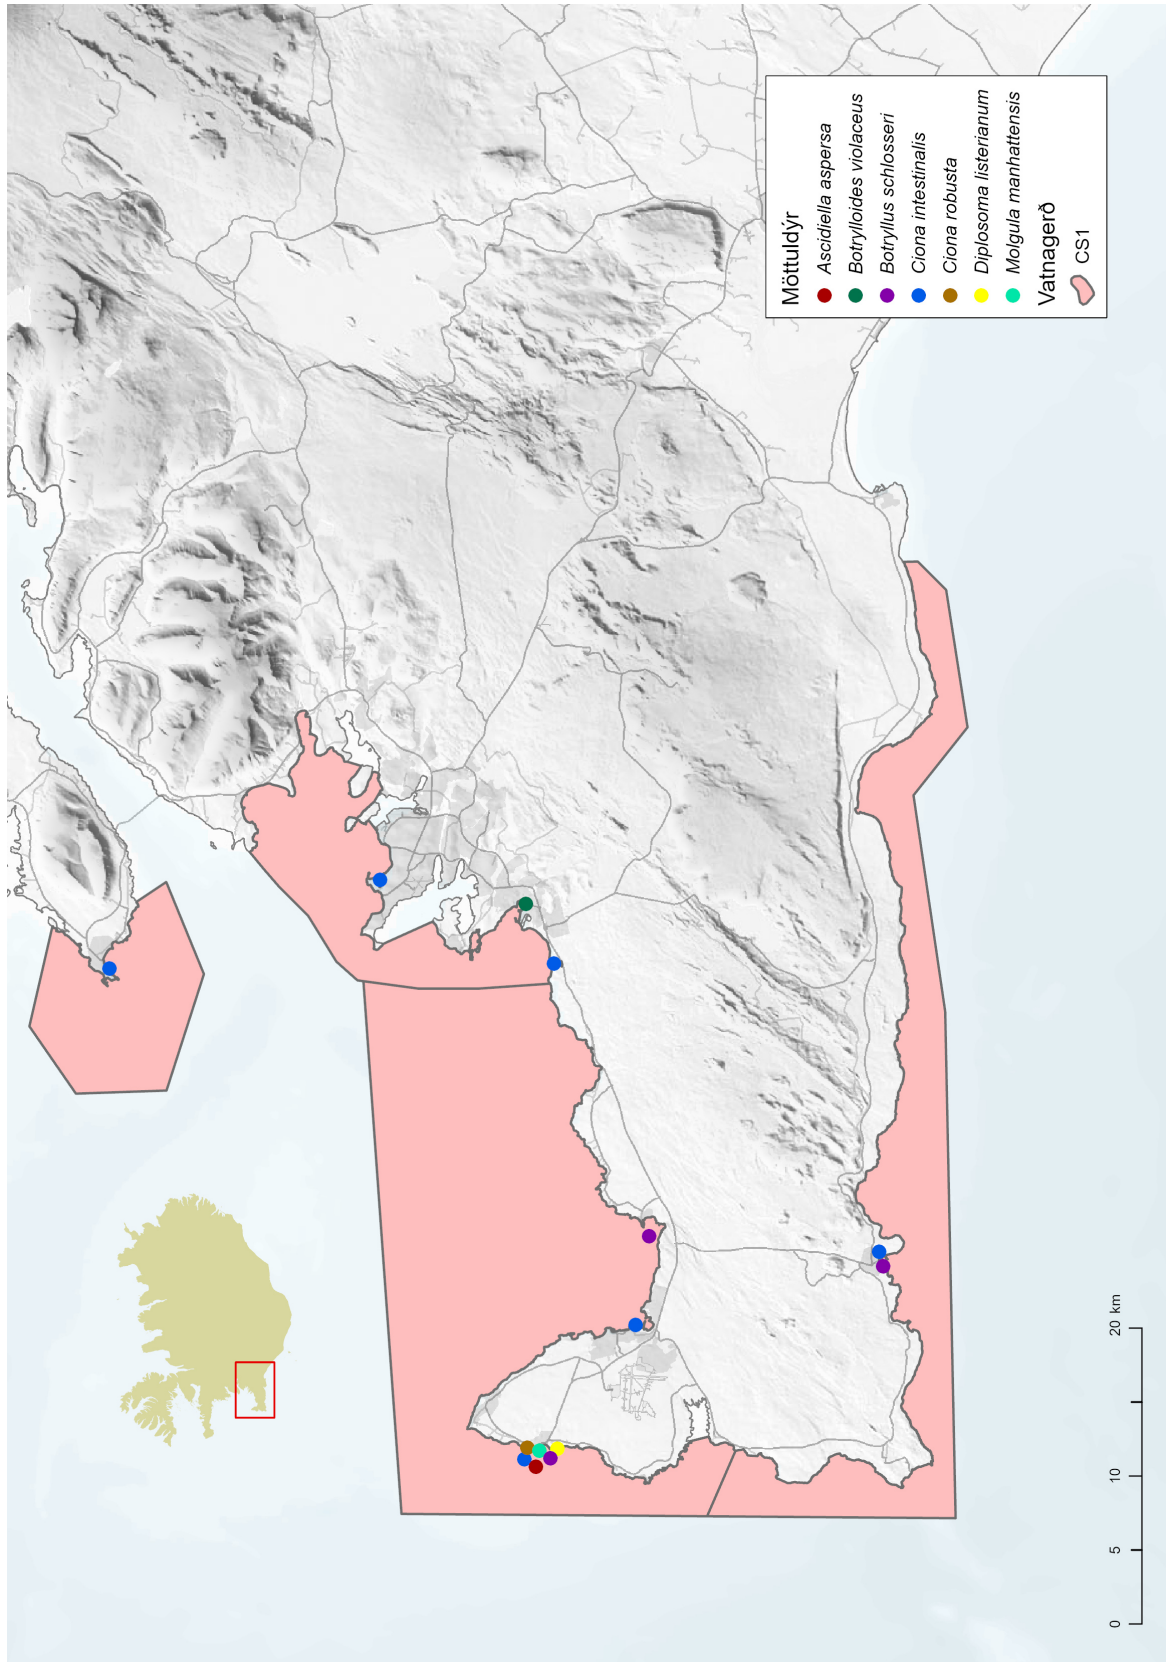 Möttuldýr
Ascidiella aspersa
Botrylloides violaceus
Botryllus schlosseri
Ciona intestinalis
Ciona robusta
Diplosoma listerianum
Molgula manhattensis
Vatnagerð
CS1
0 5 10 20 km